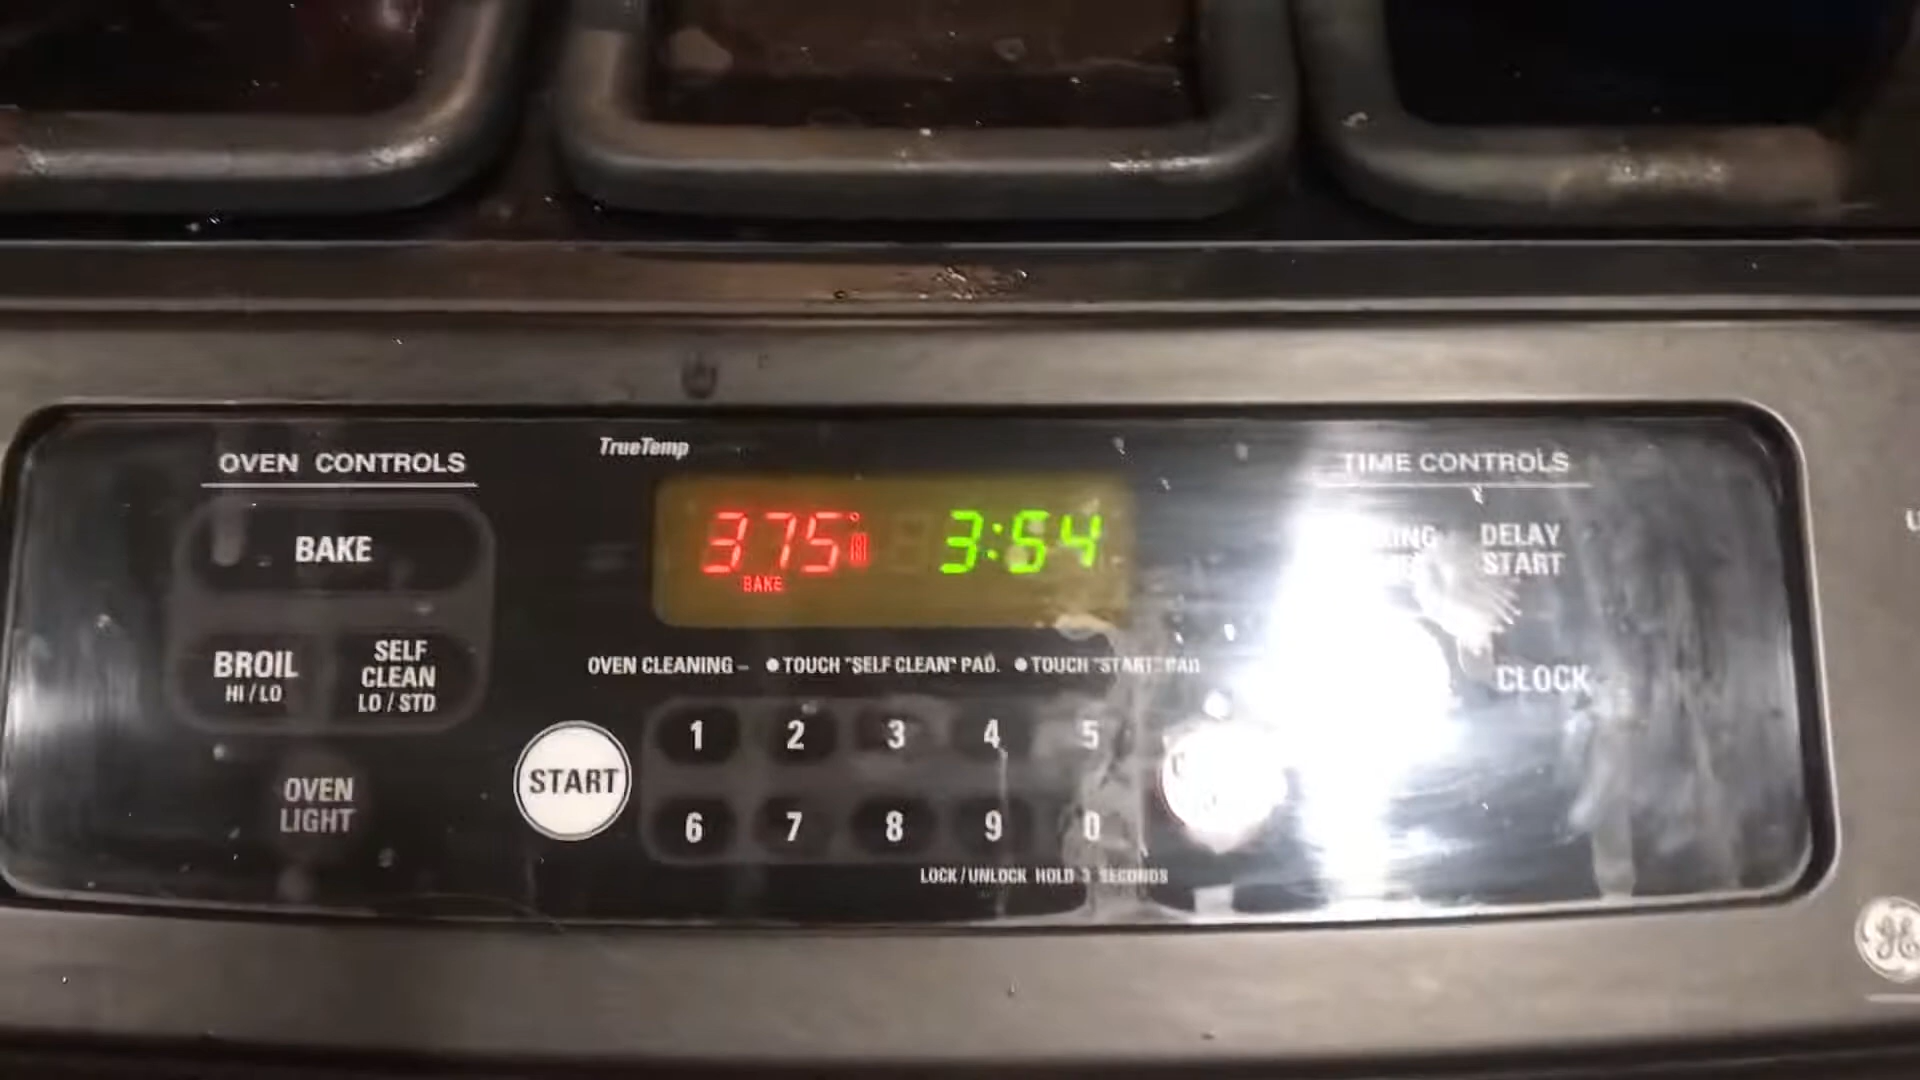 TrueTemp
OVEN CONTROLS
TIME CONTROLS
375°
3:54
BAKE
BAKE
DELAY
START
BROIL
HI / LO
SELF
CLEAN
LO / STD
OVEN CLEANING – ● TOUCH "SELF CLEAN" PAD. ● TOUCH "START" PAD
CLOCK
1 2 3 4 5
START
OVEN
LIGHT
6 7 8 9 0
LOCK / UNLOCK HOLD 3 SECONDS
GE